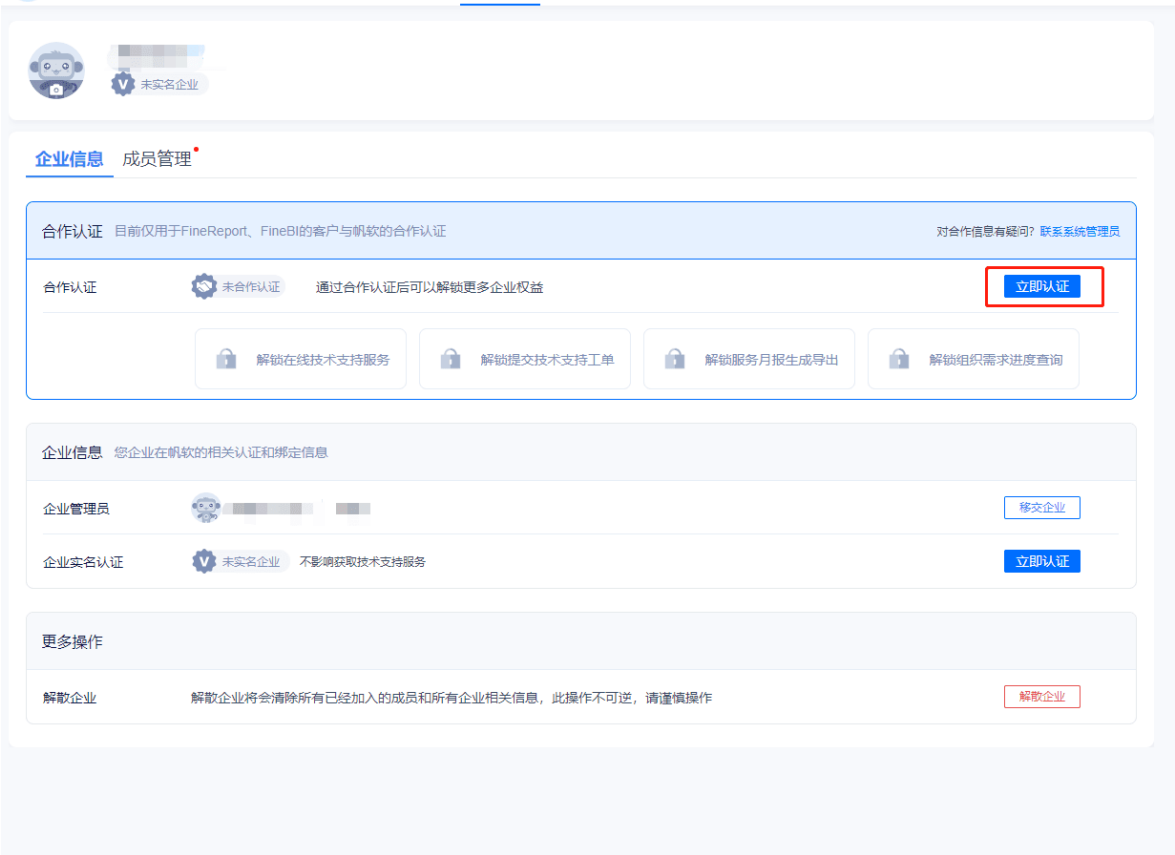 未实名企业
企业信息 成员管理
合作认证 目前仅用于FineReport、FineBI的客户与帆软的合作认证 对合作信息有疑问? 联系系统管理员
合作认证 未合作认证 通过合作认证后可以解锁更多企业权益 立即认证
解锁在线技术支持服务 解锁提交技术支持工单 解锁服务月报生成导出 解锁组织需求进度查询
企业信息 您企业在帆软的相关认证和绑定信息
企业管理员 移交企业
企业实名认证 未实名企业 不影响获取技术支持服务 立即认证
更多操作
解散企业 解散企业将会清除所有已经加入的成员和所有企业相关信息，此操作不可逆，请谨慎操作 解散企业